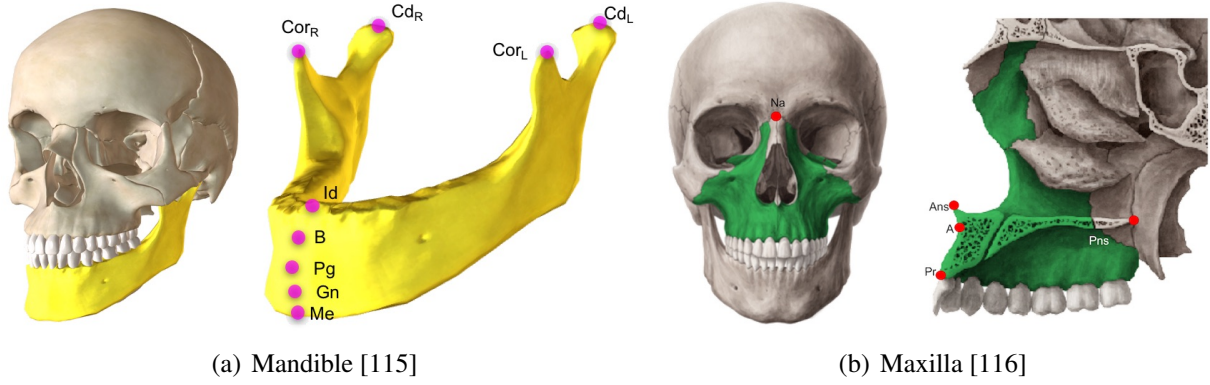 Cor_R
Cd_R
Cor_L
Cd_L
Id
B
Pg
Gn
Me
Na
Ans
A
Pr
Pns
(a) Mandible [115]
(b) Maxilla [116]